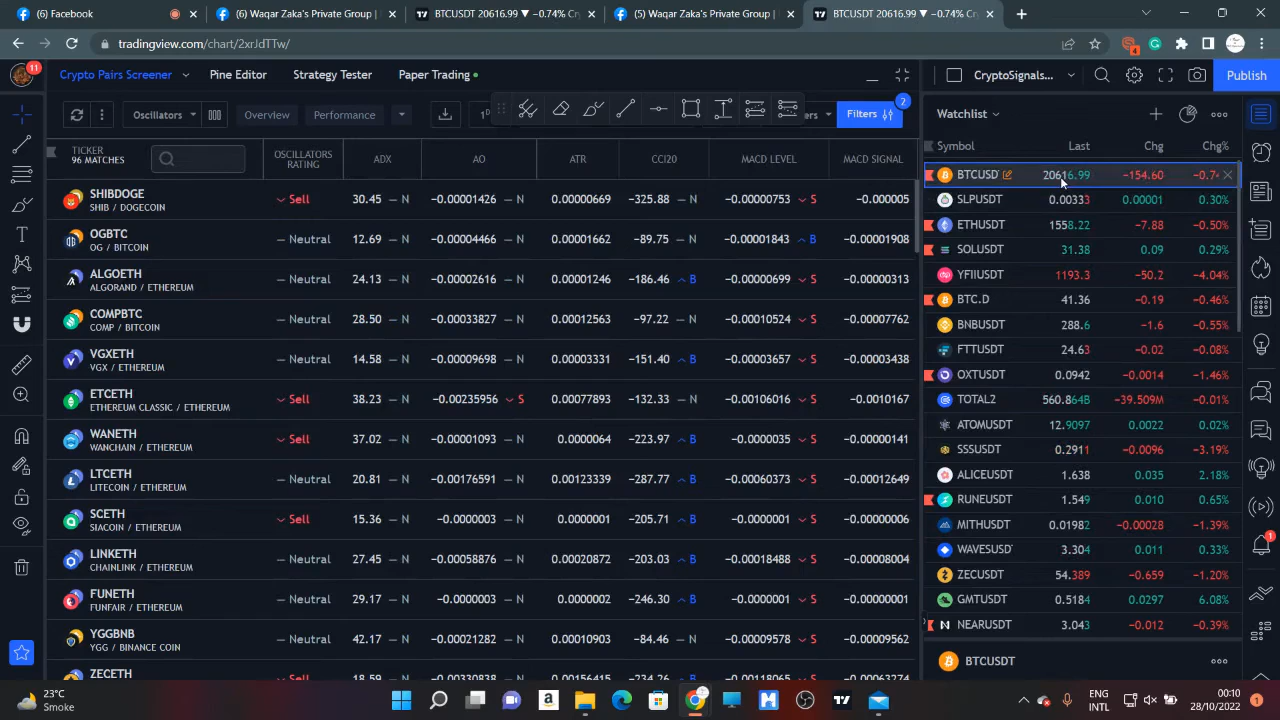 (6) Facebook
(6) Waqar Zaka's Private Group |
BTCUSDT 20616.99 ▼ −0.74% Cr
(5) Waqar Zaka's Private Group |
BTCUSDT 20616.99 ▼ −0.74% C
tradingview.com/chart/2xrJdTTw/
4
11
Crypto Pairs Screener
Pine Editor
Strategy Tester
Paper Trading
CryptoSignals...
Publish
Oscillators
Overview
Performance
Filters
2
Watchlist
TICKER
96 MATCHES
OSCILLATORS
RATING
ADX
AO
ATR
CCI20
MACD LEVEL
MACD SIGNAL
Symbol Last Chg Chg%
SHIBDOGE
SHIB / DOGECOIN
Sell 30.45 — N −0.00001426 — N −325.88 — N −0.00000753 S −0.000005
OGBTC
OG / BITCOIN
— Neutral 12.69 — N −0.00004466 — N 0.00001662 −89.75 — N −0.00001843 B −0.00001908
ALGOETH
ALGORAND / ETHEREUM
— Neutral 24.13 — N −0.00002616 — N 0.00001246 −186.46 B −0.00000699 S −0.00000313
COMPBTC
COMP / BITCOIN
— Neutral 28.50 — N −0.00033827 — N 0.00012563 −97.22 — N −0.00010524 S −0.00007762
VGXETH
VGX / ETHEREUM
— Neutral 14.58 — N −0.00009698 — N 0.00003331 −151.40 B −0.00003657 S −0.00003438
ETCETH
ETHEREUM CLASSIC / ETHEREUM
Sell 38.23 — N −0.00235956 S 0.00077893 −132.33 — N −0.00106016 S −0.0010167
WANETH
WANCHAIN / ETHEREUM
Sell 37.02 — N −0.00001093 — N 0.0000064 −223.97 B −0.0000035 S −0.00000141
LTCETH
LITECOIN / ETHEREUM
— Neutral 20.81 — N −0.00176591 — N 0.00123339 −287.77 B −0.00060373 S −0.00012649
SCETH
SIACOIN / ETHEREUM
Sell 15.36 — N −0.0000003 — N 0.0000001 −205.71 — N −0.0000001 S −0.00000006
LINKETH
CHAINLINK / ETHEREUM
— Neutral 27.45 — N −0.00058876 — N 0.00020872 −203.03 B −0.00018488 S −0.00008004
FUNETH
FUNFAIR / ETHEREUM
— Neutral 29.17 — N −0.0000003 — N 0.0000002 −246.30 B −0.0000001 S −0.00000001
YGGBNB
YGG / BINANCE COIN
— Neutral 42.17 — N −0.00021282 — N 0.00010903 −84.46 — N −0.00009578 S −0.00009562
ZECETH
BTCUSD 20616.99 −154.60
SLPUSDT 0.00333 0.00001 0.30%
ETHUSDT 1558.22 −7.88 −0.50%
SOLUSDT 31.38 0.09 0.29%
YFIIUSDT 1193.3 −50.2 −4.04%
BTC.D 41.36 −0.19 −0.46%
BNBUSDT 288.6 −1.6 −0.55%
FTTUSDT 24.63 −0.02 −0.08%
OXTUSDT 0.0942 −0.0014 −1.46%
TOTAL2 560.864B −39.509M −0.01%
ATOMUSDT 12.9097 0.0022 0.02%
SSSUSDT 0.2911 −0.0096 −3.19%
ALICEUSDT 1.638 0.035 2.18%
RUNEUSDT 1.549 0.010 0.65%
MITHUSDT 0.01982 −0.00028 −1.39%
WAVESUSD 3.304 0.011 0.33%
ZECUSDT 54.389 −0.659 −1.20%
GMTUSDT 0.5184 0.0297 6.08%
NEARUSDT 3.043 −0.012 −0.39%
BTCUSDT
1
23°C
Smoke
ENG
INTL
00:10
28/10/2022
1